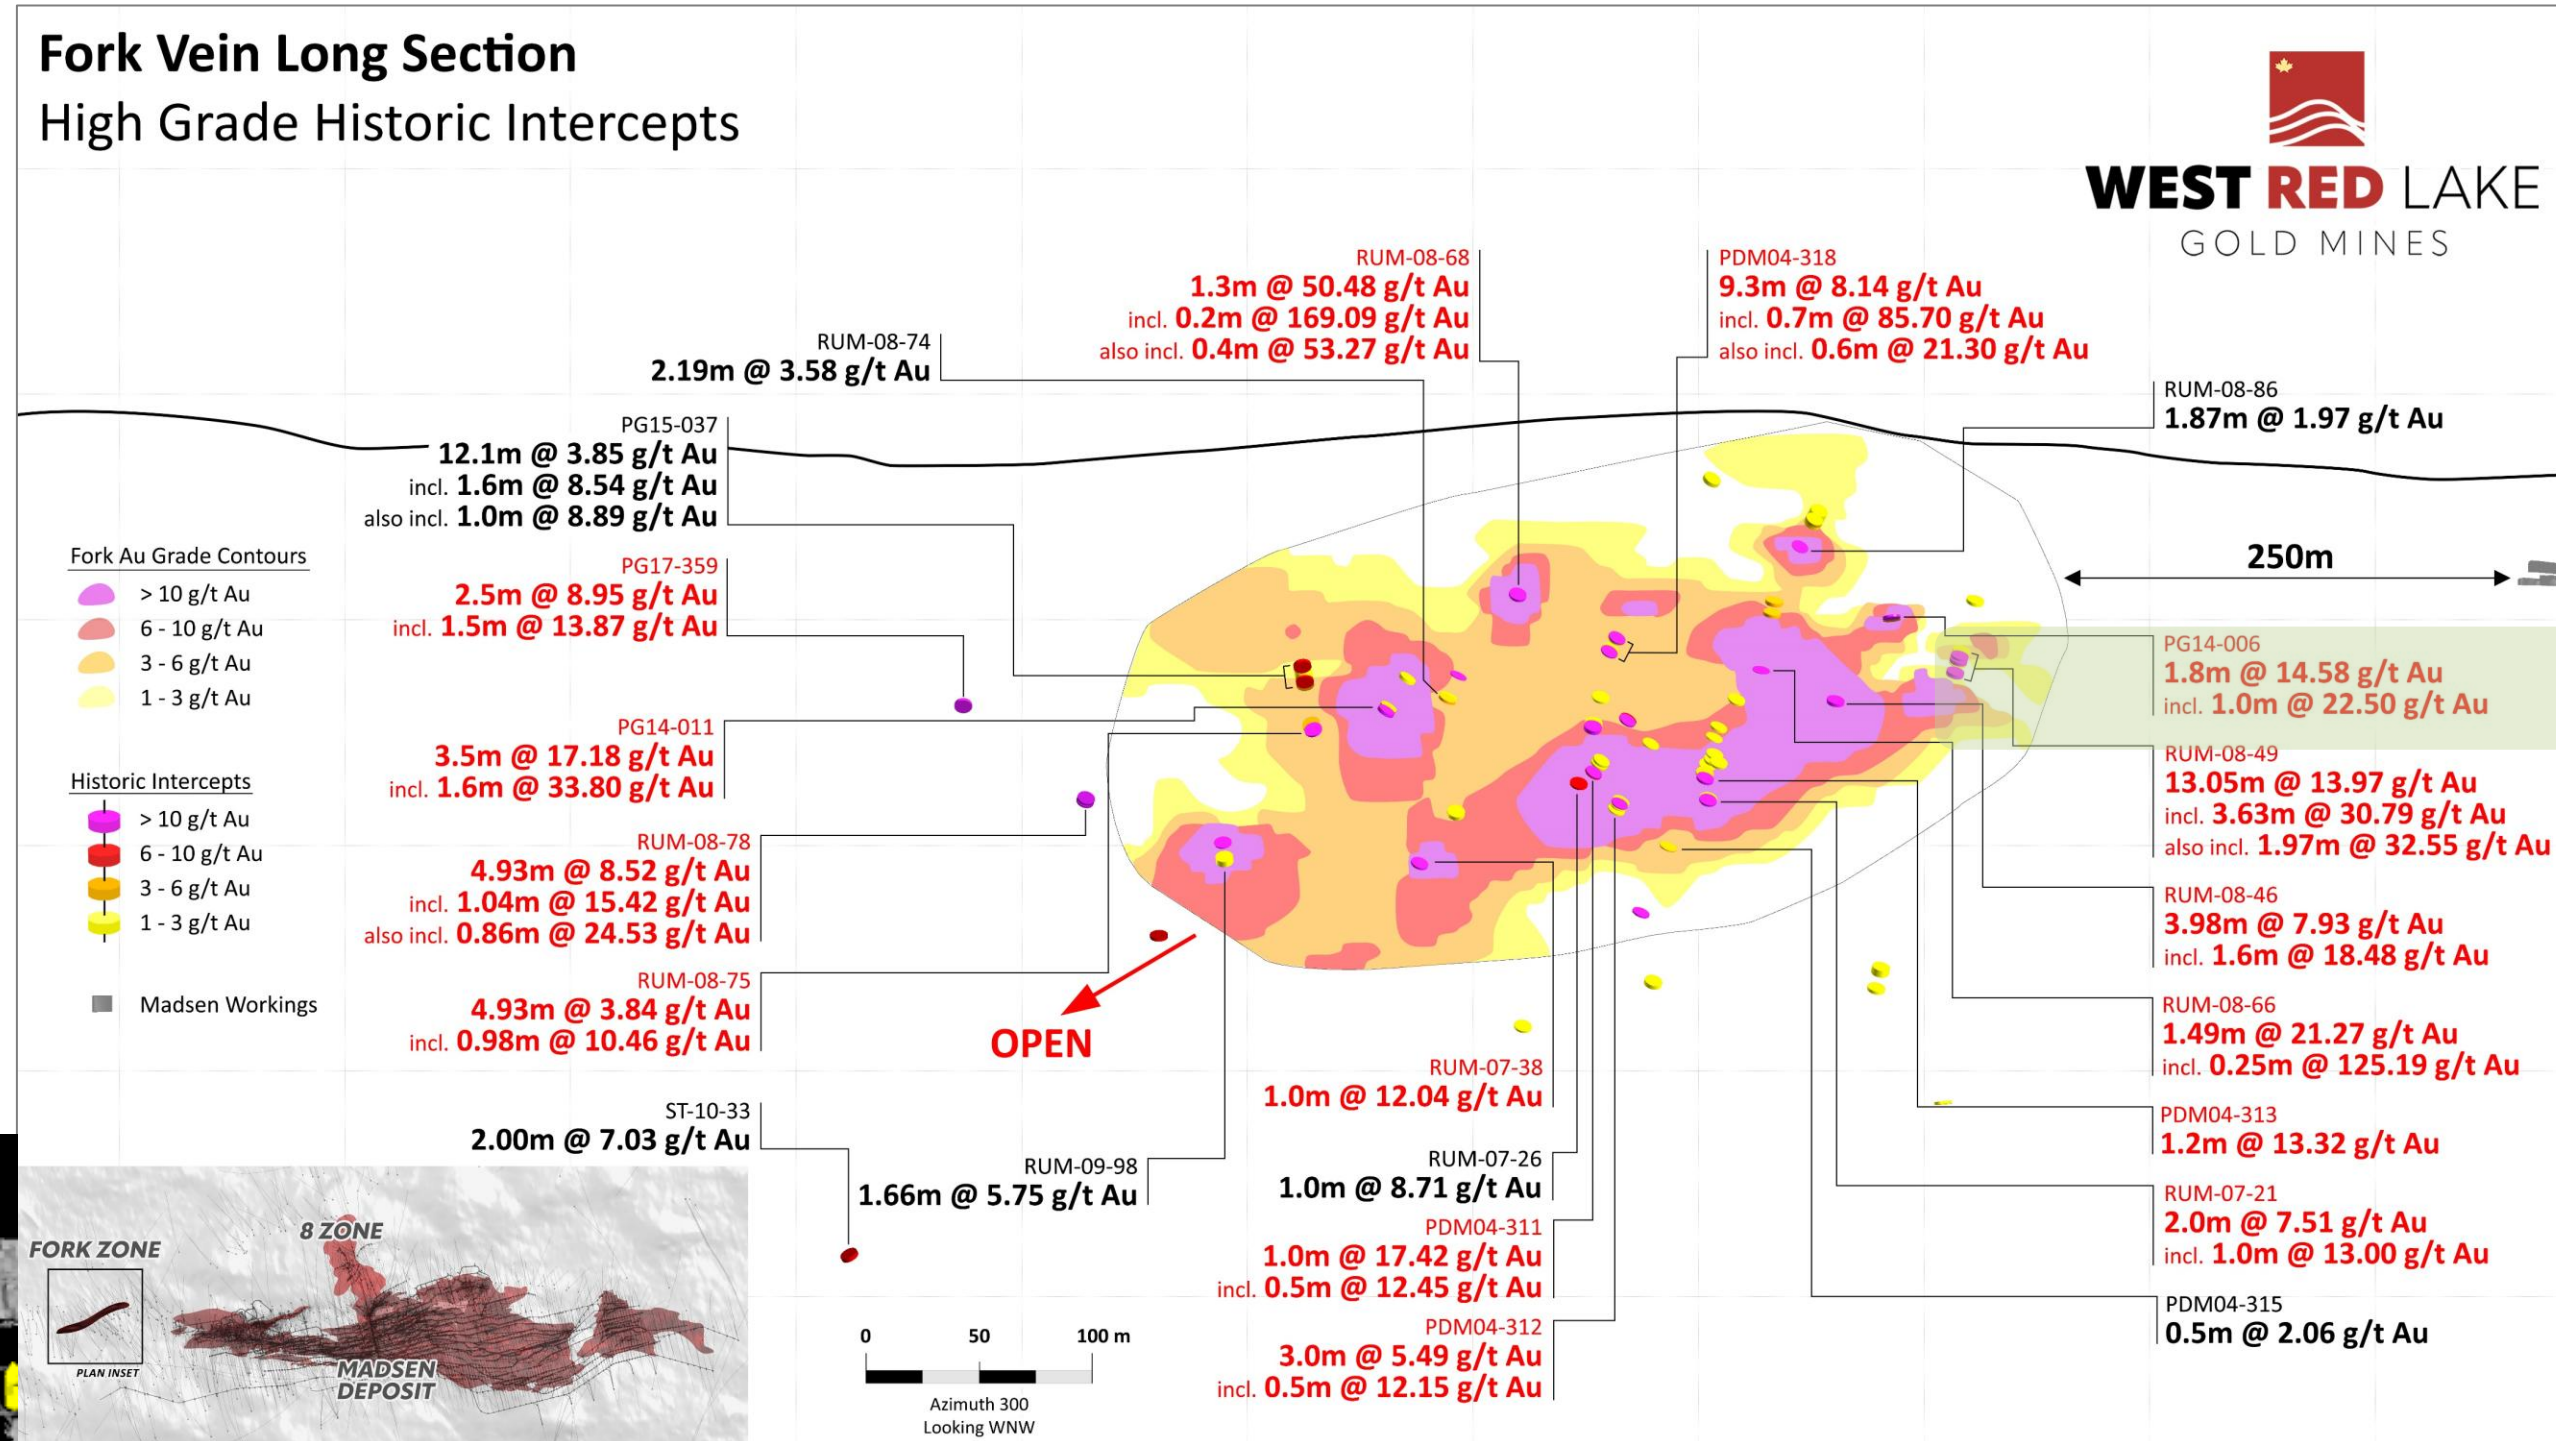 Fork Vein Long Section
High Grade Historic Intercepts
WEST RED LAKE
GOLD MINES
RUM-08-68
1.3m @ 50.48 g/t Au
incl. 0.2m @ 169.09 g/t Au
also incl. 0.4m @ 53.27 g/t Au
PDM04-318
9.3m @ 8.14 g/t Au
incl. 0.7m @ 85.70 g/t Au
also incl. 0.6m @ 21.30 g/t Au
RUM-08-74
2.19m @ 3.58 g/t Au
RUM-08-86
1.87m @ 1.97 g/t Au
PG15-037
12.1m @ 3.85 g/t Au
incl. 1.6m @ 8.54 g/t Au
also incl. 1.0m @ 8.89 g/t Au
Fork Au Grade Contours
> 10 g/t Au
6 - 10 g/t Au
3 - 6 g/t Au
1 - 3 g/t Au
PG17-359
2.5m @ 8.95 g/t Au
incl. 1.5m @ 13.87 g/t Au
250m
PG14-006
1.8m @ 14.58 g/t Au
incl. 1.0m @ 22.50 g/t Au
PG14-011
3.5m @ 17.18 g/t Au
incl. 1.6m @ 33.80 g/t Au
RUM-08-49
13.05m @ 13.97 g/t Au
incl. 3.63m @ 30.79 g/t Au
also incl. 1.97m @ 32.55 g/t Au
Historic Intercepts
> 10 g/t Au
6 - 10 g/t Au
3 - 6 g/t Au
1 - 3 g/t Au
Madsen Workings
RUM-08-78
4.93m @ 8.52 g/t Au
incl. 1.04m @ 15.42 g/t Au
also incl. 0.86m @ 24.53 g/t Au
RUM-08-46
3.98m @ 7.93 g/t Au
incl. 1.6m @ 18.48 g/t Au
RUM-08-75
4.93m @ 3.84 g/t Au
incl. 0.98m @ 10.46 g/t Au
OPEN
RUM-08-66
1.49m @ 21.27 g/t Au
incl. 0.25m @ 125.19 g/t Au
RUM-07-38
1.0m @ 12.04 g/t Au
ST-10-33
2.00m @ 7.03 g/t Au
PDM04-313
1.2m @ 13.32 g/t Au
RUM-09-98
1.66m @ 5.75 g/t Au
RUM-07-26
1.0m @ 8.71 g/t Au
RUM-07-21
2.0m @ 7.51 g/t Au
incl. 1.0m @ 13.00 g/t Au
PDM04-311
1.0m @ 17.42 g/t Au
incl. 0.5m @ 12.45 g/t Au
PDM04-315
0.5m @ 2.06 g/t Au
PDM04-312
3.0m @ 5.49 g/t Au
incl. 0.5m @ 12.15 g/t Au
8 ZONE
FORK ZONE
PLAN INSET
MADSEN
DEPOSIT
0 50 100 m
Azimuth 300
Looking WNW